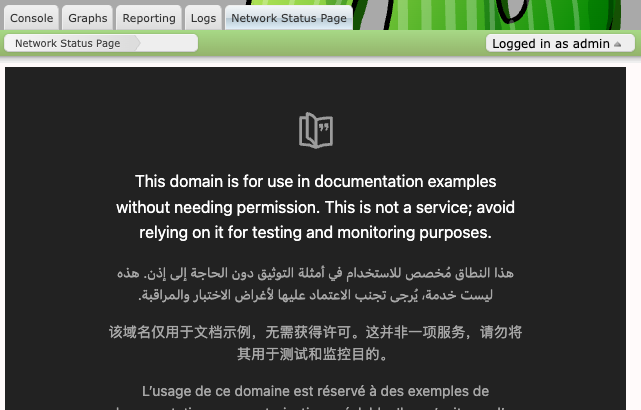 Console Graphs Reporting Logs Network Status Page
Network Status Page Logged in as admin
This domain is for use in documentation examples
without needing permission. This is not a service; avoid
relying on it for testing and monitoring purposes.
هذا النطاق مُخصص للاستخدام في أمثلة التوثيق دون الحاجة إلى إذن. هذه
ليست خدمة، يُرجى تجنب الاعتماد عليها لأغراض الاختبار والمراقبة.
该域名仅用于文档示例，无需获得许可。这并非一项服务，请勿将
其用于测试和监控目的。
L'usage de ce domaine est réservé à des exemples de